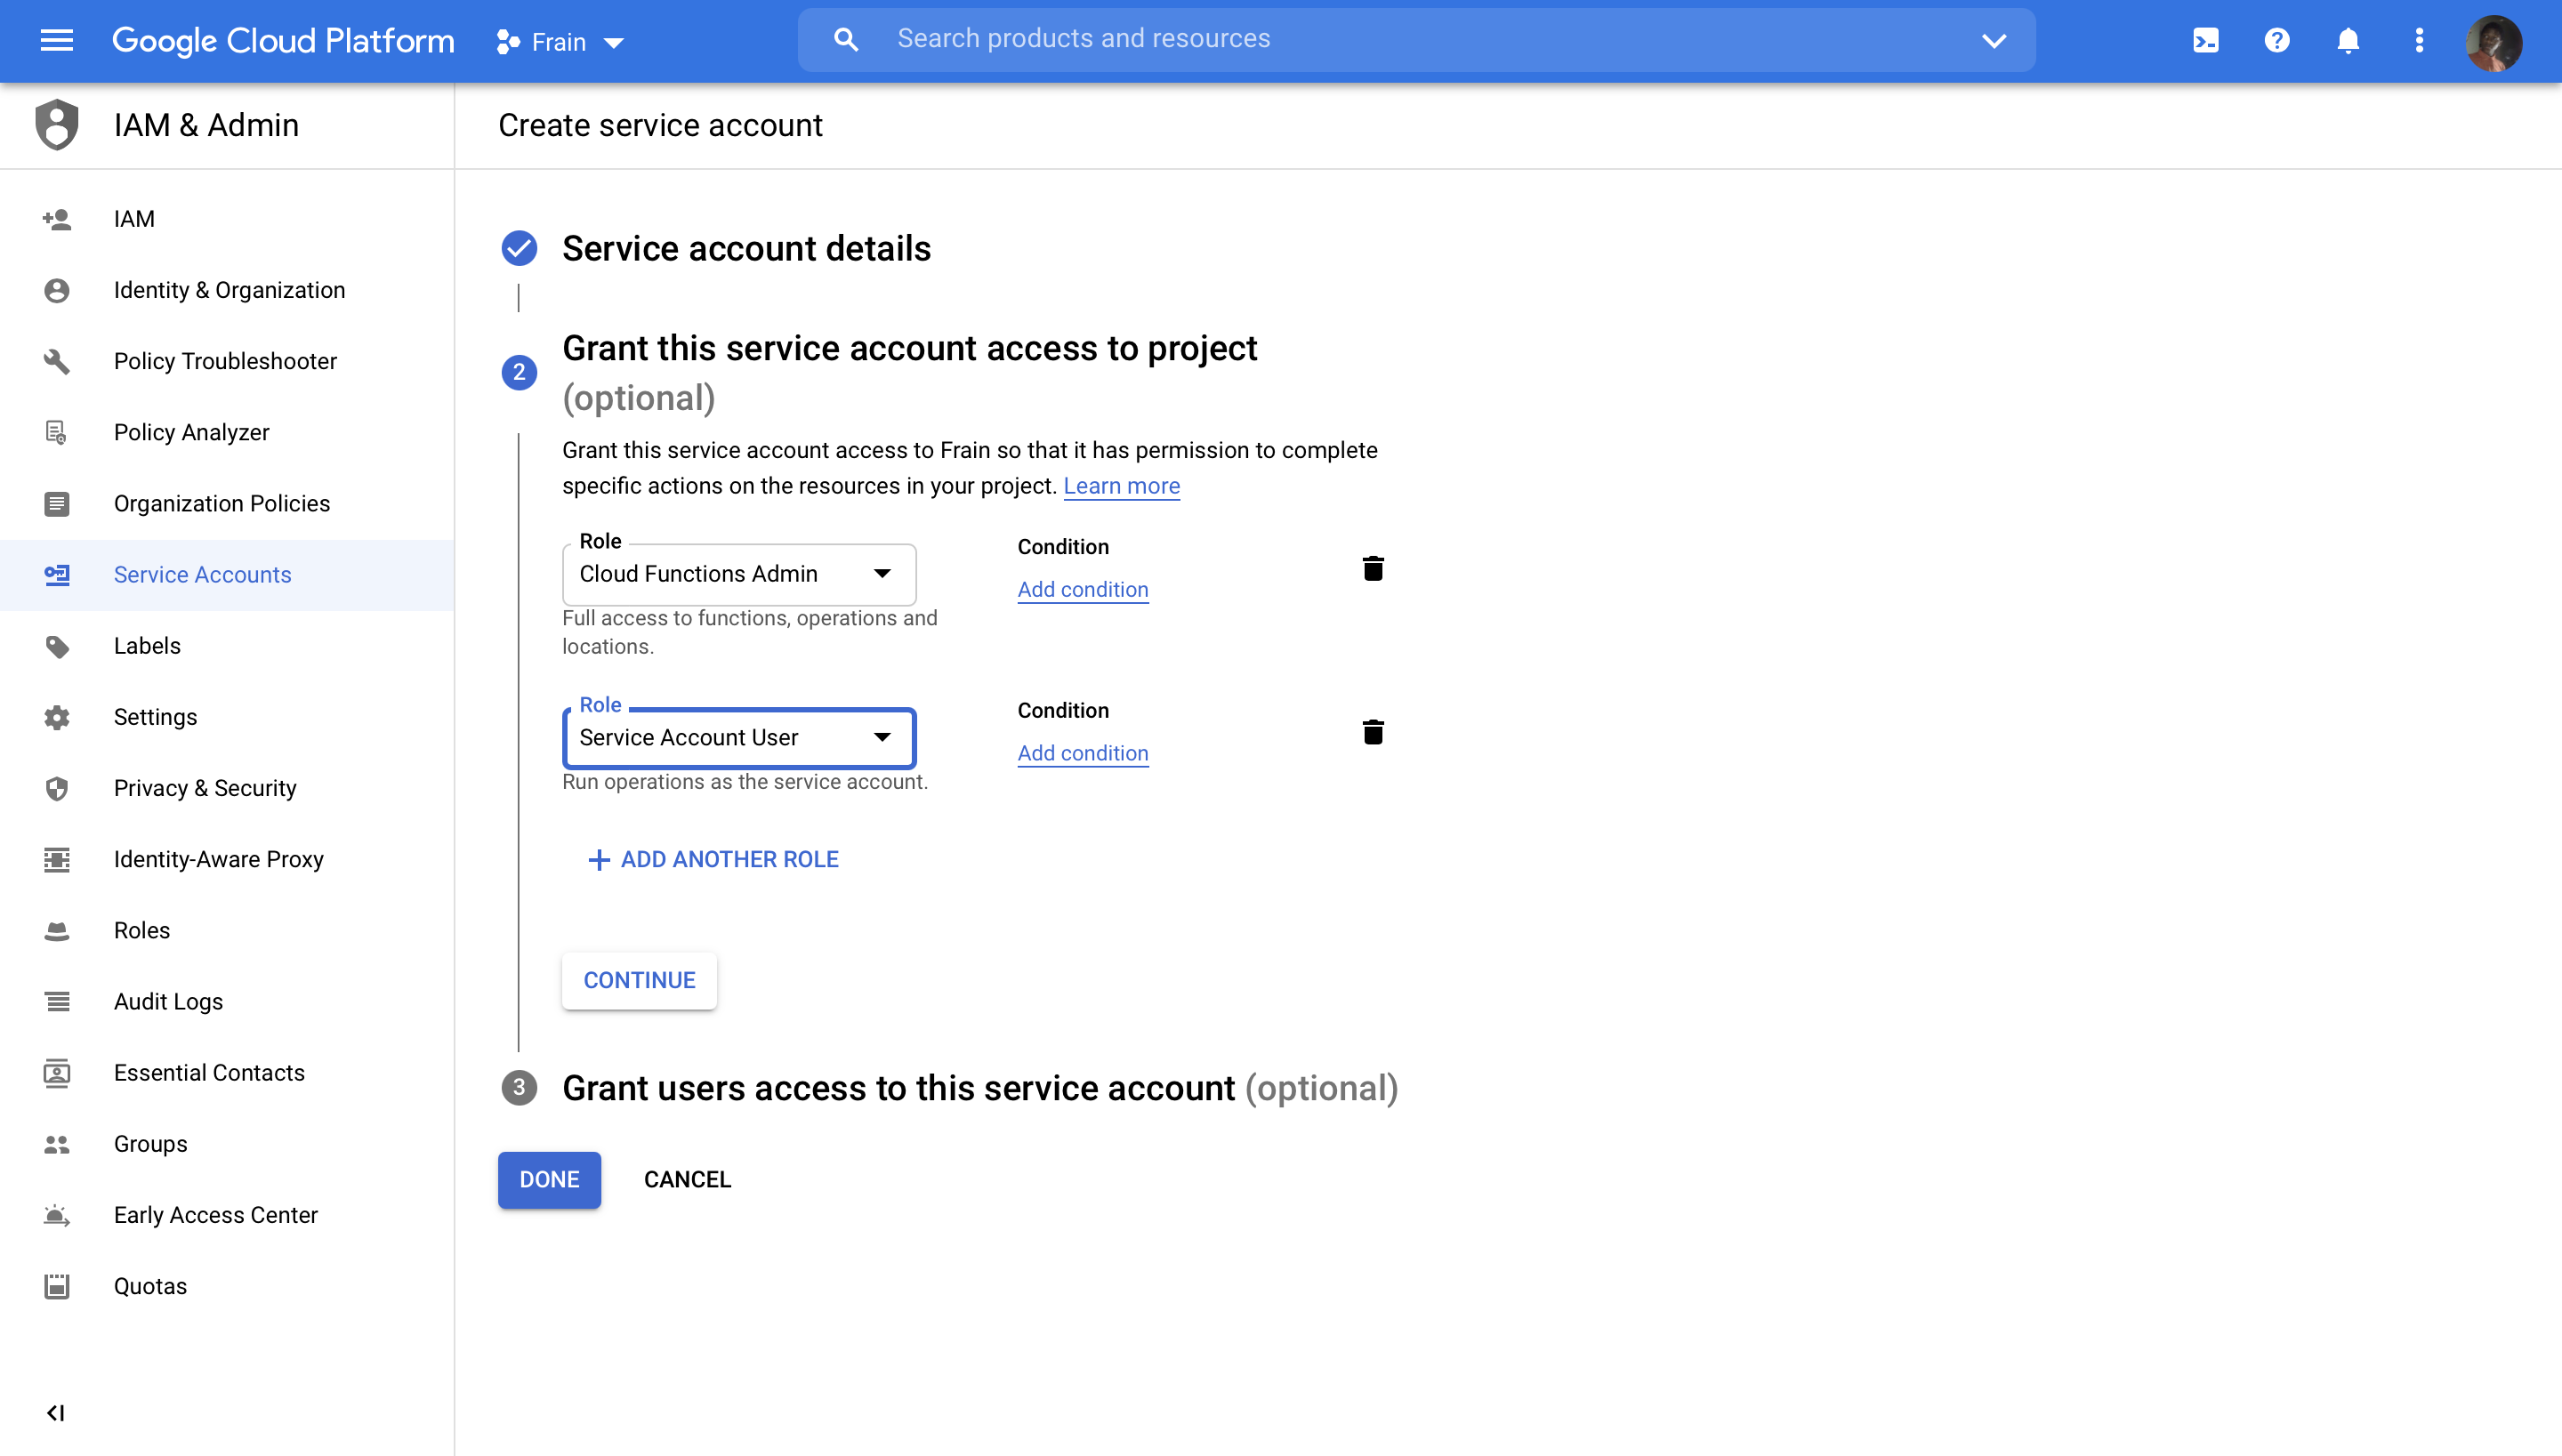 Google Cloud Platform
Frain
Search products and resources
IAM & Admin
IAM
Identity & Organization
Policy Troubleshooter
Policy Analyzer
Organization Policies
Service Accounts
Labels
Settings
Privacy & Security
Identity-Aware Proxy
Roles
Audit Logs
Essential Contacts
Groups
Early Access Center
Quotas
Create service account
Service account details
2
Grant this service account access to project
(optional)
Grant this service account access to Frain so that it has permission to complete
specific actions on the resources in your project. Learn more
Role
Cloud Functions Admin
Full access to functions, operations and
locations.
Condition
Add condition
Role
Service Account User
Run operations as the service account.
Condition
Add condition
ADD ANOTHER ROLE
CONTINUE
3
Grant users access to this service account (optional)
DONE
CANCEL